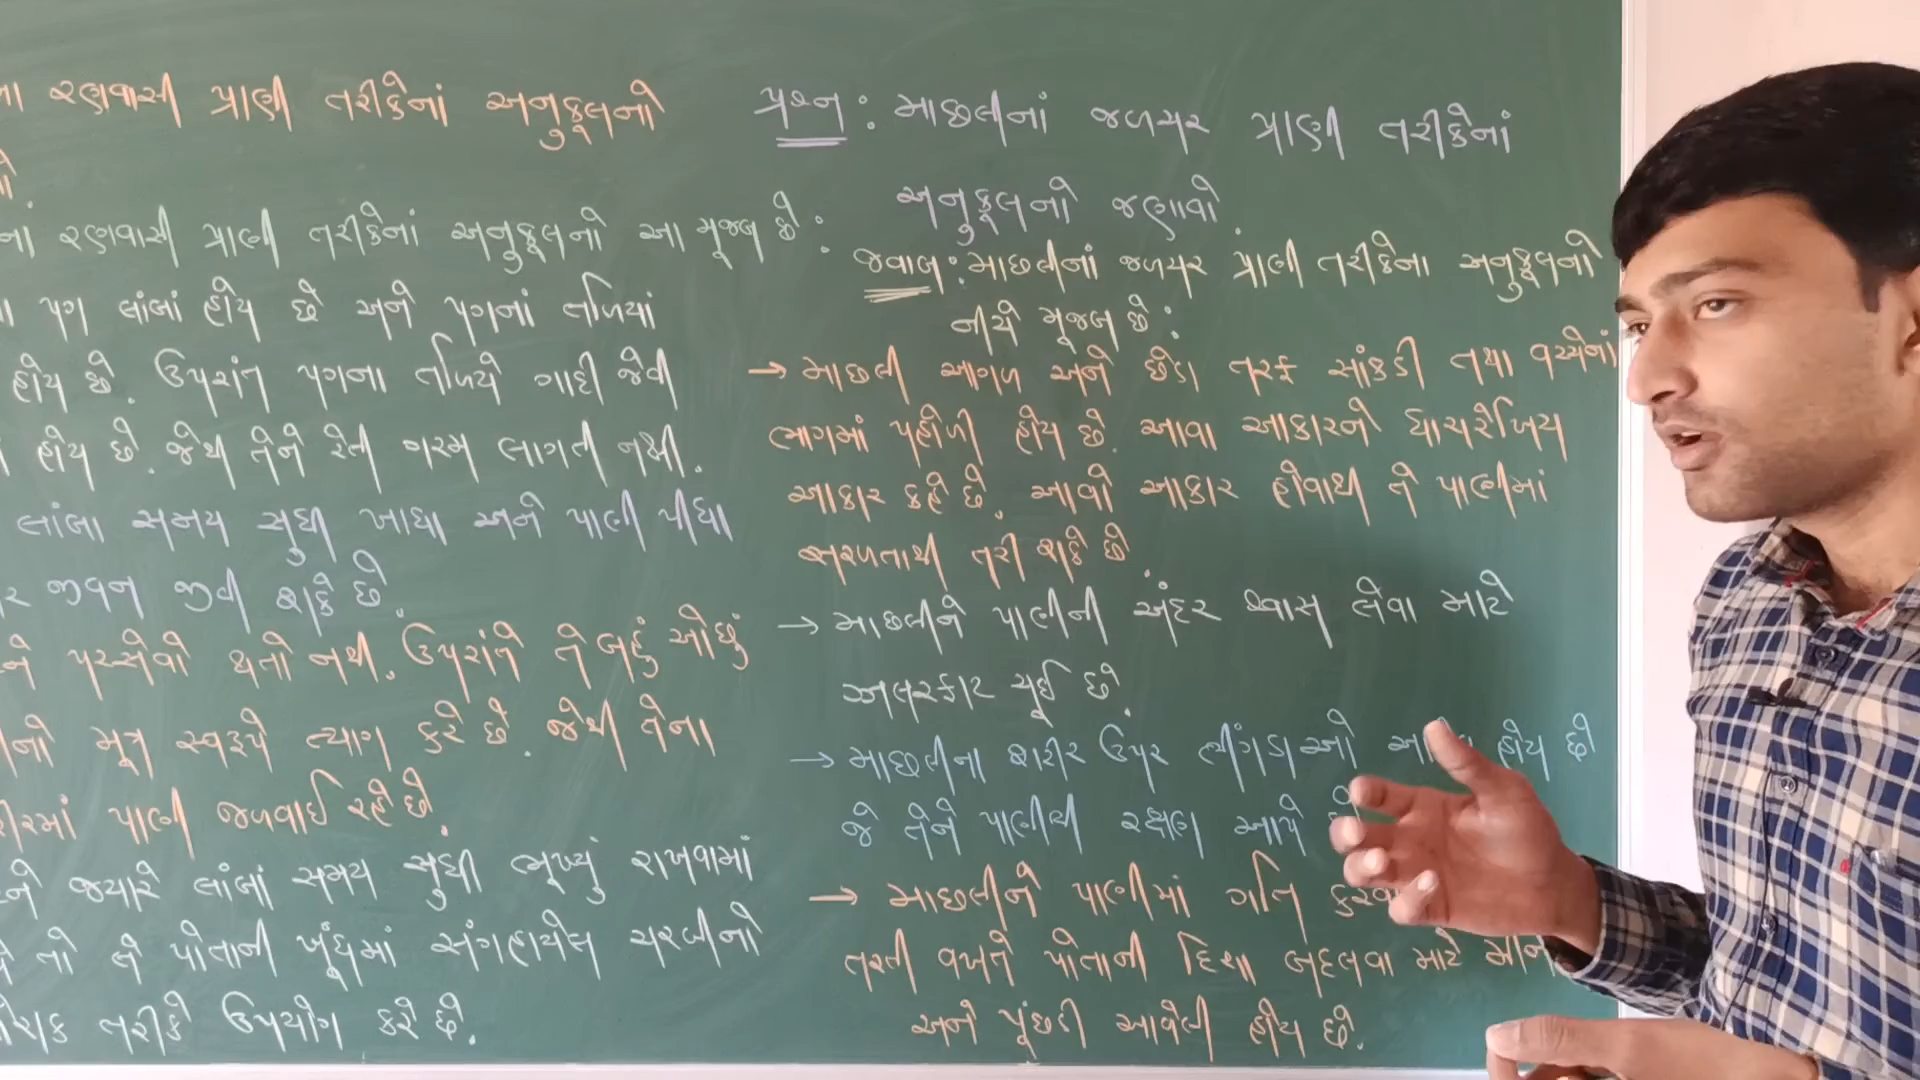 રણવાસી પ્રાણી તરીકેનાં અનુકૂલનો
રણવાસી પ્રાણી તરીકેનાં અનુકૂલનો આ મૂજબ છે :
પગ લાંબાં હોય છે અને પગનાં તળિયાં
હોય છે. ઉપરાંત પગના તળિયે ગાદી જેવી
હોય છે. જેથી તેને રેતી ગરમ લાગતી નથી.
લાંબા સમય સુધી ખાધા અને પાણી પીધા
જીવન જીવી શકે છે.
પરસેવો થતો નથી. ઉપરાંતે તે બહું ઓછું
મૂત્ર સ્વરૂપે ત્યાગ કરે છે. જેથી તેના
પાણી જળવાઈ રહે છે.
જયારે લાંબાં સમય સુધી ભૂખ્યું રાખવામાં
તો તે પોતાની ખૂંધમાં સંગ્રહાયેલ ચરબીનો
તરીકે ઉપયોગ કરે છે.
પ્રશ્ન : માછલીનાં જળચર પ્રાણી તરીકેનાં
અનુકૂલનો જણાવો
જવાબ : માછલીનાં જળચર પ્રાણી તરીકેના અનુકૂલનો
નીચે મૂજબ છે :
→ માછલી આગળ અને છેડા તરફ સાંકડી તથા વચ્ચેનાં
ભાગમાં પહોળી હોય છે. આવા આકારને ધારારેખિય
આકાર કહે છે. આવો આકાર હોવાથી તે પાણીમાં
સરળતાથી તરી શકે છે
→ માછલીને પાણીની અંદર શ્વાસ લેવા માટે
ચૂઈ છે.
→ માછલીના શરીર ઉપર ભીંગડાઓ હોય છે
જે તેને પાણીથી રક્ષણ આપે
→ માછલીને પાણીમાં ગતિ
તરતી વખતે પોતાની દિશા બદલવા માટે
અને પૂંછડી આવેલી હોય છે.